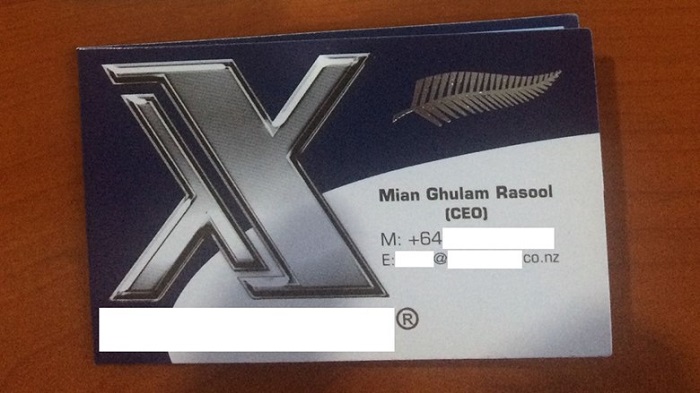 X
Mian Ghulam Rasool
(CEO)
M: +64
E: @ co.nz
®